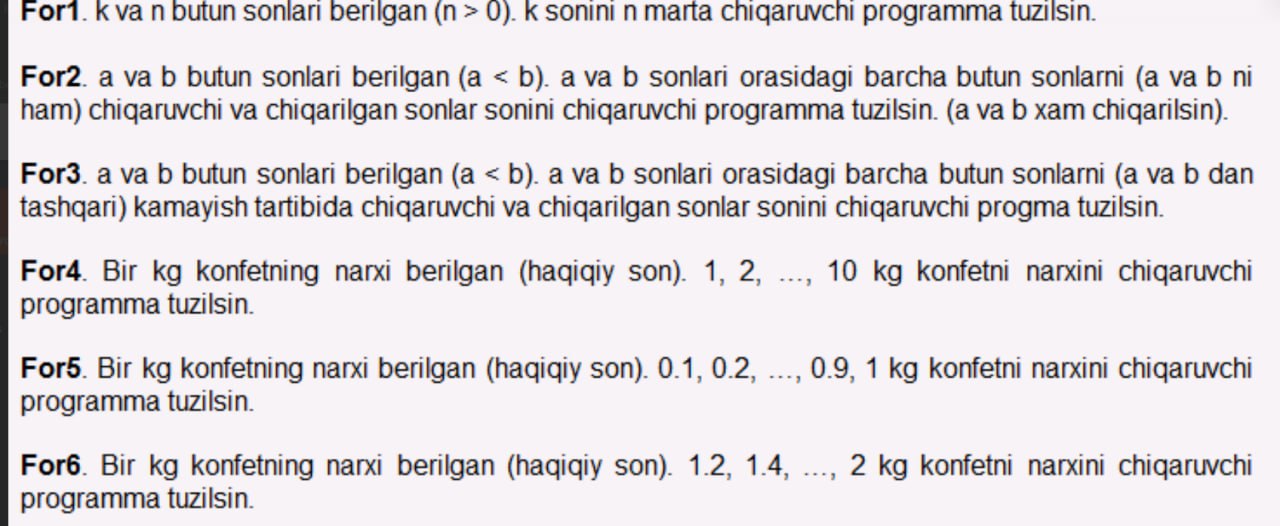 For1. k va n butun sonlari berilgan (n > 0). k sonini n marta chiqaruvchi programma tuzilsin.
For2. a va b butun sonlari berilgan (a < b). a va b sonlari orasidagi barcha butun sonlarni (a va b ni
ham) chiqaruvchi va chiqarilgan sonlar sonini chiqaruvchi programma tuzilsin. (a va b xam chiqarilsin).
For3. a va b butun sonlari berilgan (a < b). a va b sonlari orasidagi barcha butun sonlarni (a va b dan
tashqari) kamayish tartibida chiqaruvchi va chiqarilgan sonlar sonini chiqaruvchi progma tuzilsin.
For4. Bir kg konfetning narxi berilgan (haqiqiy son). 1, 2, …, 10 kg konfetni narxini chiqaruvchi
programma tuzilsin.
For5. Bir kg konfetning narxi berilgan (haqiqiy son). 0.1, 0.2, …, 0.9, 1 kg konfetni narxini chiqaruvchi
programma tuzilsin.
For6. Bir kg konfetning narxi berilgan (haqiqiy son). 1.2, 1.4, …, 2 kg konfetni narxini chiqaruvchi
programma tuzilsin.